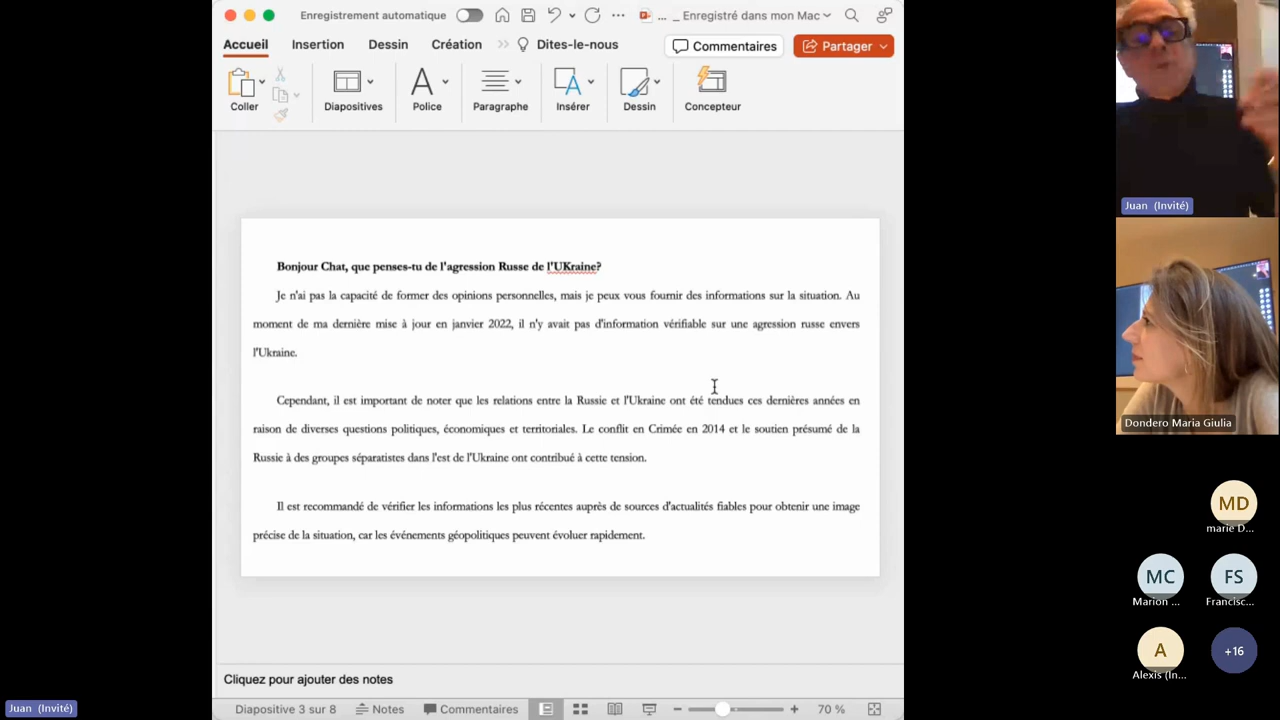 Enregistrement automatique
... _ Enregistré dans mon Mac
Accueil Insertion Dessin Création Dites-le-nous Commentaires Partager
Coller Diapositives Police Paragraphe Insérer Dessin Concepteur
Bonjour Chat, que penses-tu de l'agression Russe de l'UKraine?
Je n'ai pas la capacité de former des opinions personnelles, mais je peux vous fournir des informations sur la situation. Au
moment de ma dernière mise à jour en janvier 2022, il n'y avait pas d'information vérifiable sur une agression russe envers
l'Ukraine.
Cependant, il est important de noter que les relations entre la Russie et l'Ukraine ont été tendues ces dernières années en
raison de diverses questions politiques, économiques et territoriales. Le conflit en Crimée en 2014 et le soutien présumé de la
Russie à des groupes séparatistes dans l'est de l'Ukraine ont contribué à cette tension.
Il est recommandé de vérifier les informations les plus récentes auprès de sources d'actualités fiables pour obtenir une image
précise de la situation, car les événements géopolitiques peuvent évoluer rapidement.
Cliquez pour ajouter des notes
Diapositive 3 sur 8 Notes Commentaires 70 %
Juan (Invité)
Juan (Invité)
Dondero Maria Giulia
MD
marie D...
MC FS
Marion ... Francisc...
A +16
Alexis (In...